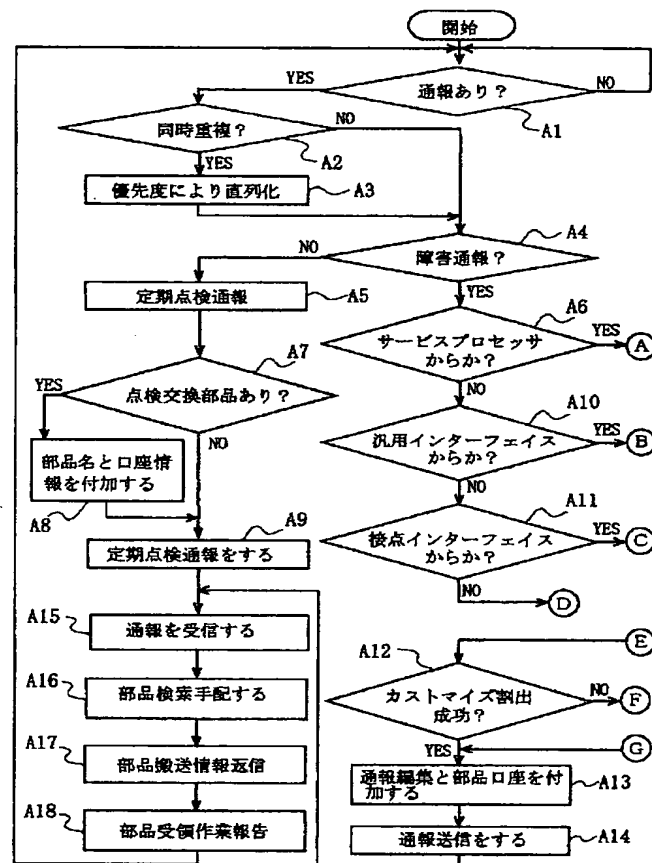 開始
通報あり？
YES
NO
A1
同時重複？
NO
A2
YES
優先度により直列化
A3
障害通報？
A4
NO
YES
定期点検通報
A5
サービスプロセッサ
からか？
A6
YES
A
NO
点検交換部品あり？
A7
YES
NO
汎用インターフェイス
からか？
A10
YES
B
NO
部品名と口座情
報を付加する
A8
接点インターフェイス
からか？
A11
YES
C
NO
D
定期点検通報をする
A9
通報を受信する
A15
部品検索手配する
A16
部品搬送情報返信
A17
部品受領作業報告
A18
E
カストマイズ割出
成功？
A12
NO
F
YES
G
通報編集と部品口座を付
加する
A13
通報送信をする
A14